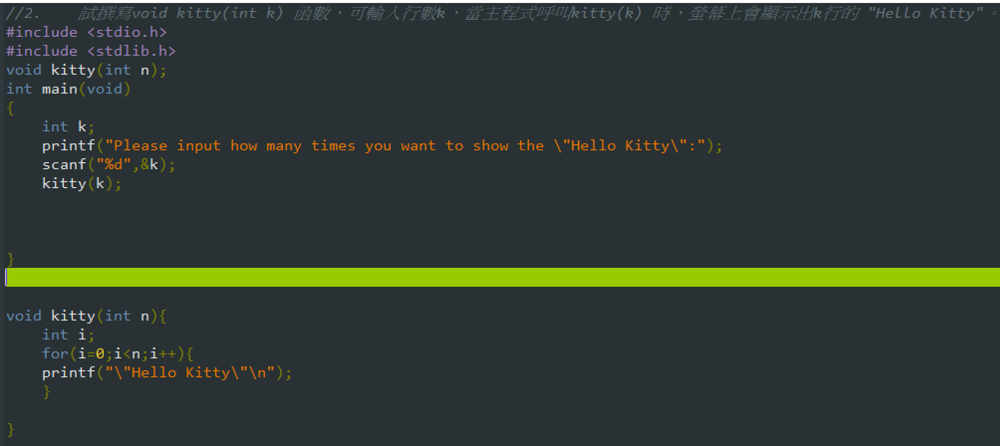 //2.    試撰寫void kitty(int k) 函數，可輸入行數k，當主程式呼叫kitty(k) 時，螢幕上會顯示出k行的 "Hello Kitty"。
#include <stdio.h>
#include <stdlib.h>
void kitty(int n);
int main(void)
{
    int k;
    printf("Please input how many times you want to show the \"Hello Kitty\":");
    scanf("%d",&k);
    kitty(k);
}
void kitty(int n){
    int i;
    for(i=0;i<n;i++){
    printf("\"Hello Kitty\"\n");
    }
}